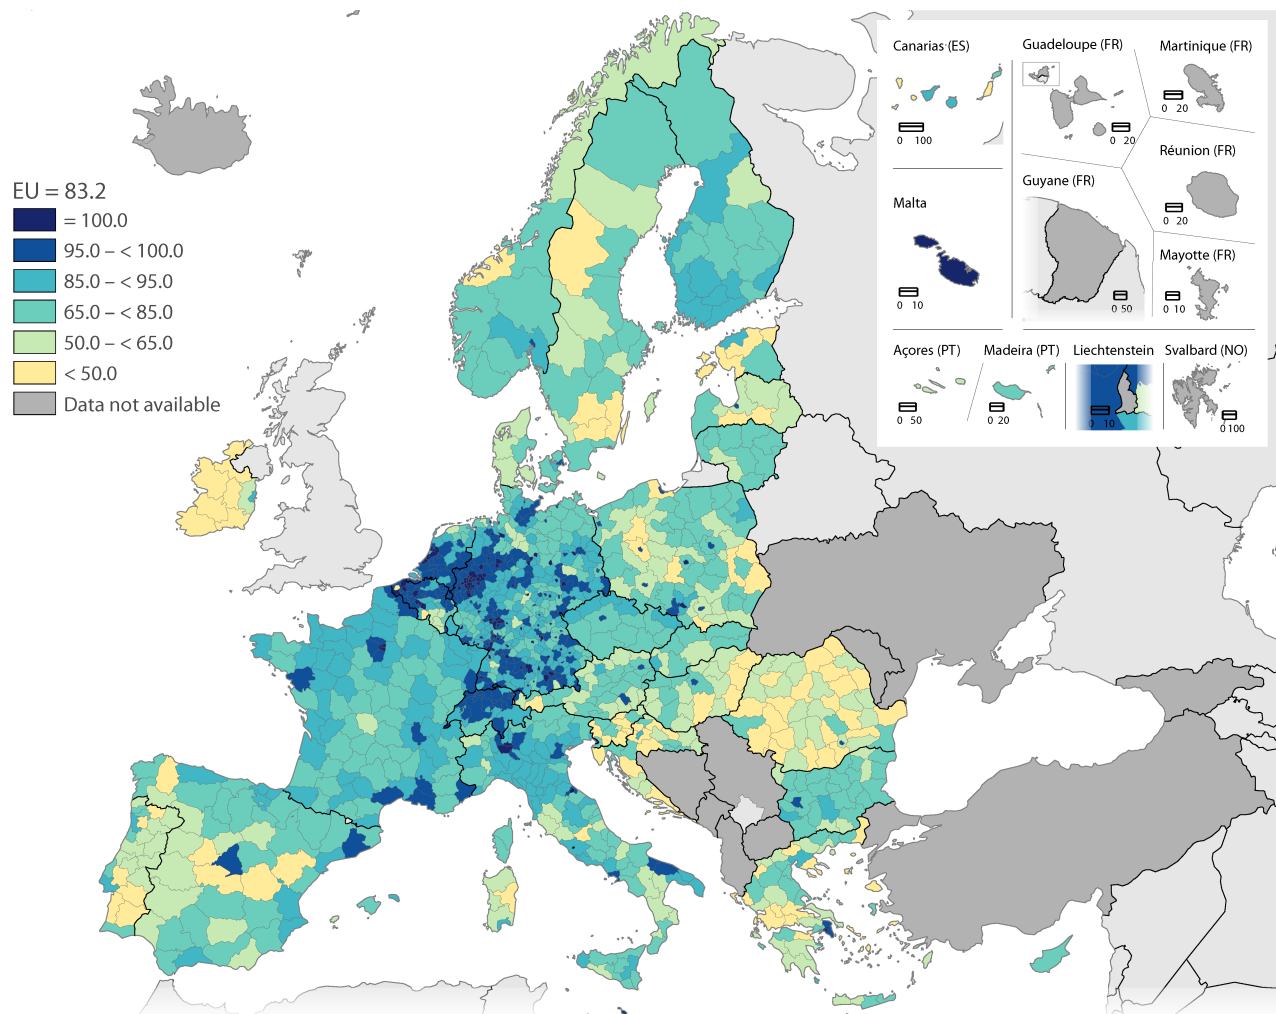 EU = 83.2
= 100.0
95.0 – < 100.0
85.0 – < 95.0
65.0 – < 85.0
50.0 – < 65.0
< 50.0
Data not available
Canarias (ES)
0 100
Guadeloupe (FR)
0 20
Martinique (FR)
0 20
Réunion (FR)
0 20
Guyane (FR)
0 50
Mayotte (FR)
0 10
Malta
0 10
Açores (PT)
0 50
Madeira (PT)
0 20
Liechtenstein
0 10
Svalbard (NO)
0 100